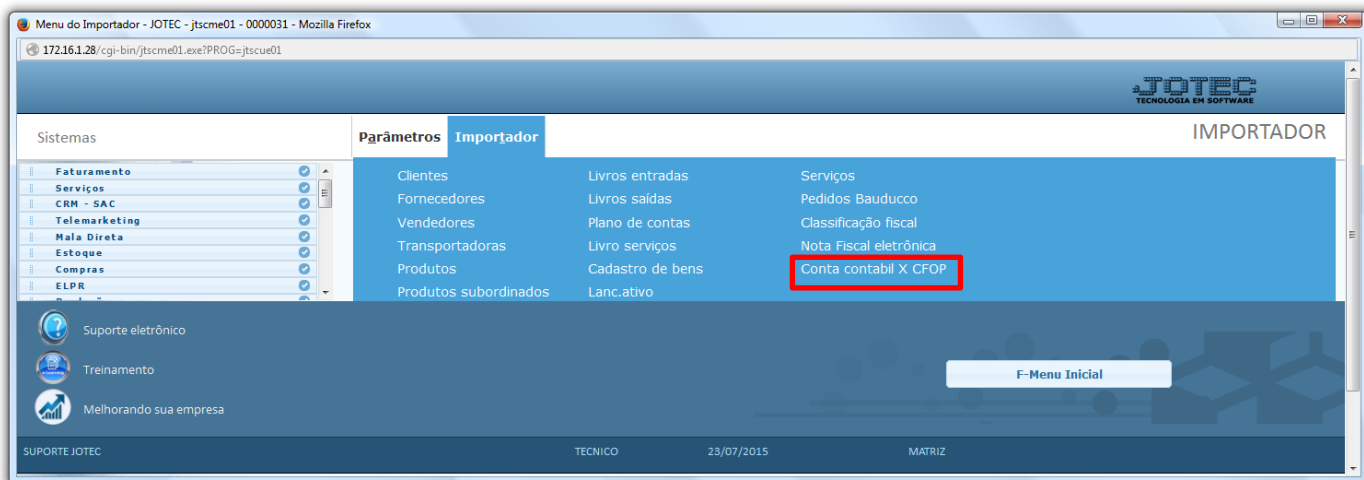 Menu do Importador - JOTEC - jtscme01 - 0000031 - Mozilla Firefox
172.16.1.28/cgi-bin/jtscme01.exe?PROG=jtscue01
JOTEC
TECNOLOGIA EM SOFTWARE
Sistemas
Parâmetros Importador
IMPORTADOR
Faturamento
Serviços
CRM - SAC
Telemarketing
Mala Direta
Estoque
Compras
ELPR
Clientes
Fornecedores
Vendedores
Transportadoras
Produtos
Produtos subordinados
Livros entradas
Livros saídas
Plano de contas
Livro serviços
Cadastro de bens
Lanc.ativo
Serviços
Pedidos Bauducco
Classificação fiscal
Nota Fiscal eletrônica
Conta contabil X CFOP
Suporte eletrônico
Treinamento
Melhorando sua empresa
F-Menu Inicial
SUPORTE JOTEC TECNICO 23/07/2015 MATRIZ